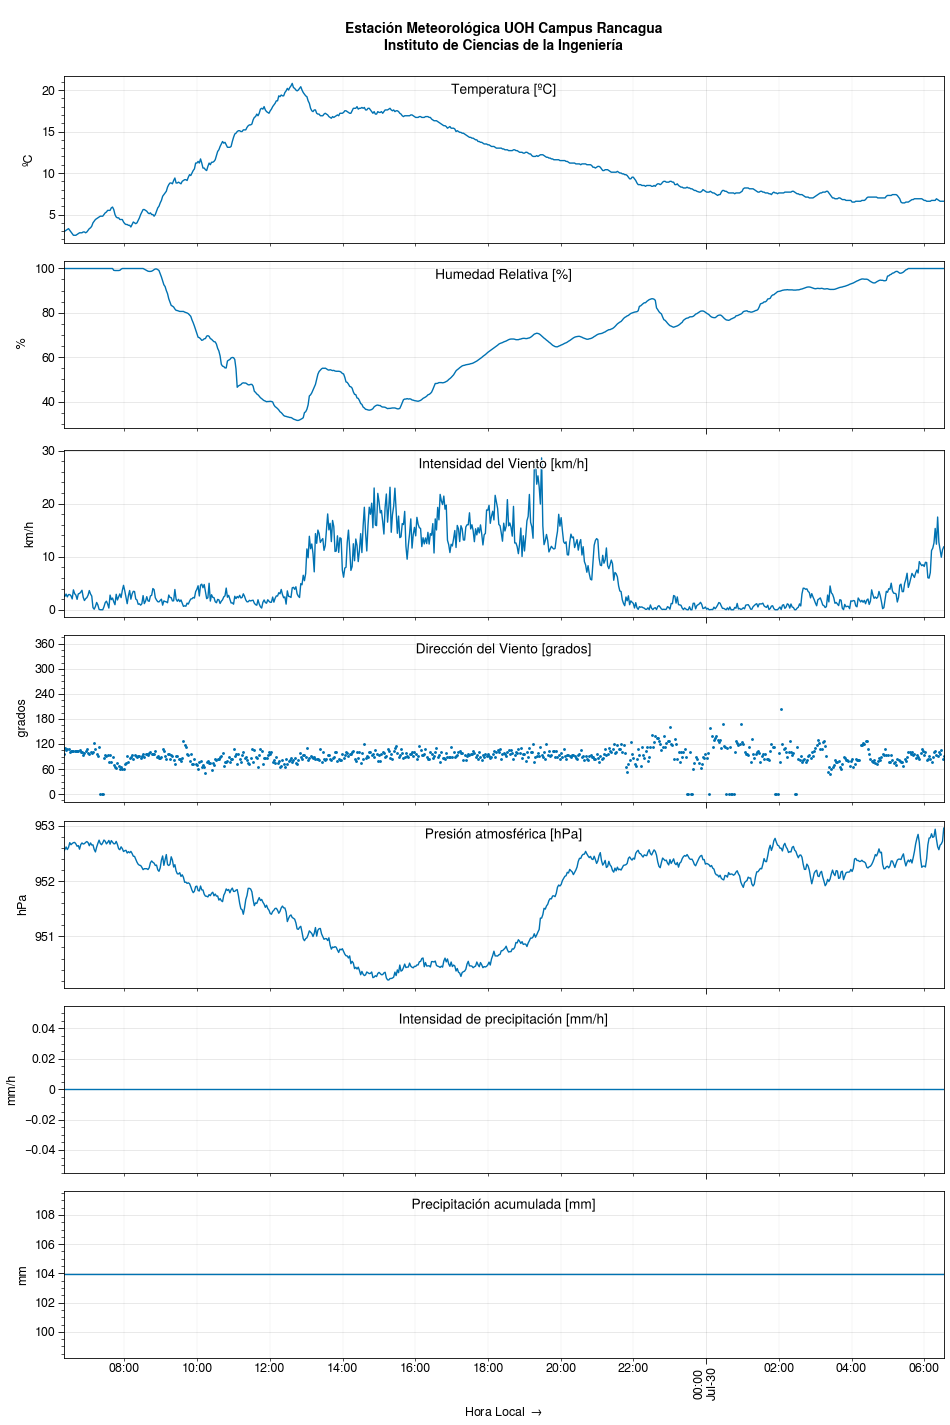 Estación Meteorológica UOH Campus Rancagua
Instituto de Ciencias de la Ingeniería
Temperatura [ºC]
20
15
10
5
ºC
Humedad Relativa [%]
100
80
60
40
%
Intensidad del Viento [km/h]
30
20
10
0
km/h
Dirección del Viento [grados]
360
300
240
180
120
60
0
grados
Presión atmosférica [hPa]
953
952
951
hPa
Intensidad de precipitación [mm/h]
0.04
0.02
0
−0.02
−0.04
mm/h
Precipitación acumulada [mm]
108
106
104
102
100
mm
08:00 10:00 12:00 14:00 16:00 18:00 20:00 22:00 00:00 02:00 04:00 06:00
Jul-30
Hora Local →